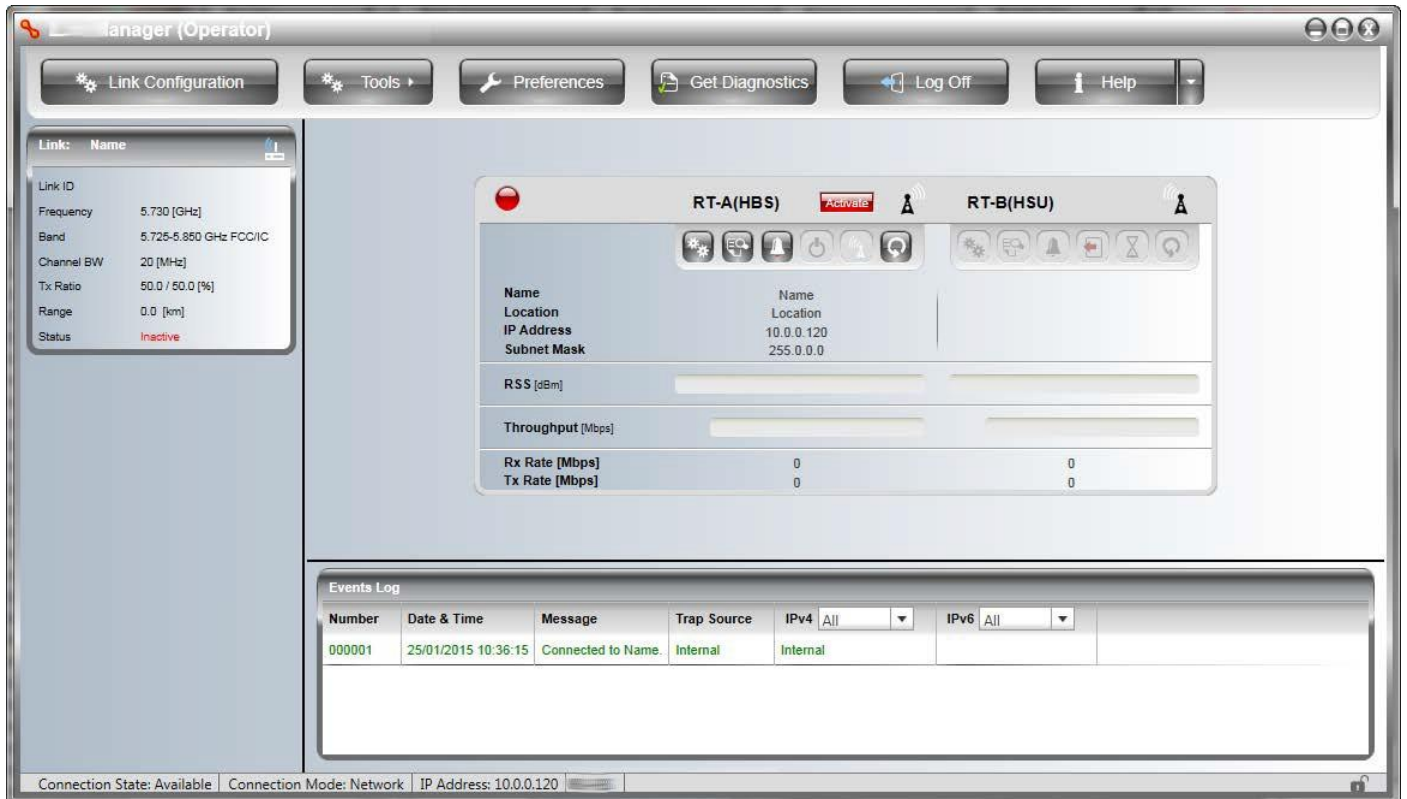 Manager (Operator)
Link Configuration Tools Preferences Get Diagnostics Log Off Help
Link: Name
Link ID
Frequency 5.730 [GHz]
Band 5.725-5.850 GHz FCC/IC
Channel BW 20 [MHz]
Tx Ratio 50.0 / 50.0 [%]
Range 0.0 [km]
Status Inactive
RT-A(HBS) Activate RT-B(HSU)
Name Name
Location Location
IP Address 10.0.0.120
Subnet Mask 255.0.0.0
RSS [dBm]
Throughput [Mbps]
Rx Rate [Mbps] 0 0
Tx Rate [Mbps] 0 0
Events Log
Number Date & Time Message Trap Source IPv4 All IPv6 All
000001 25/01/2015 10:36:15 Connected to Name. Internal Internal
Connection State: Available Connection Mode: Network IP Address: 10.0.0.120